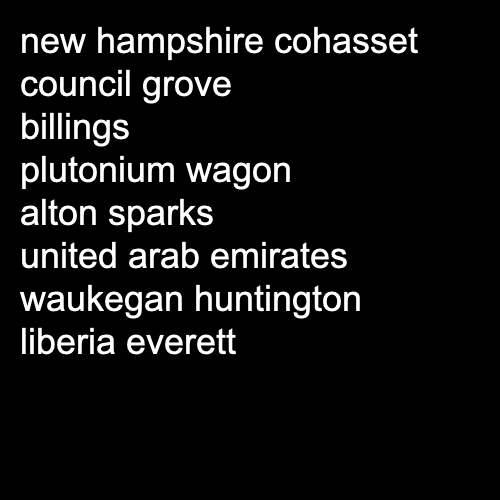 new hampshire cohasset
council grove
billings
plutonium wagon
alton sparks
united arab emirates
waukegan huntington
liberia everett